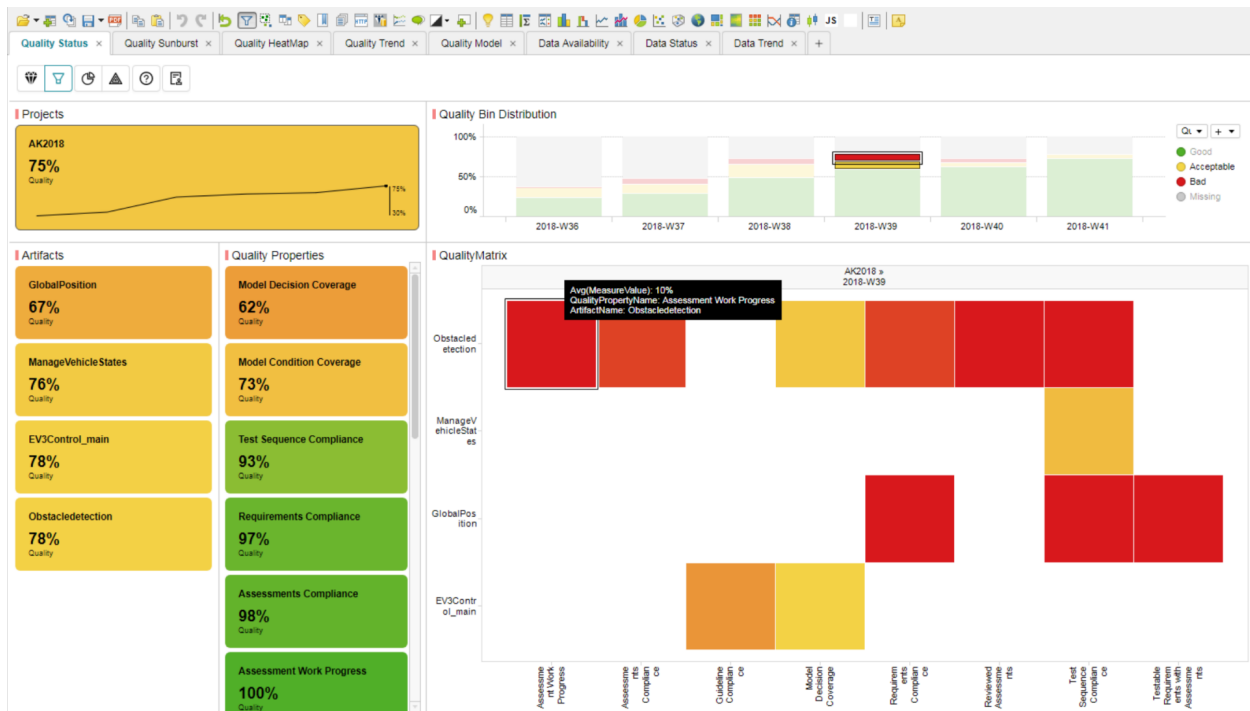 JS
Quality Status ×
Quality Sunburst ×
Quality HeatMap ×
Quality Trend ×
Quality Model ×
Data Availability ×
Data Status ×
Data Trend ×
+
Projects
AK2018
75%
Quality
75%
30%
Quality Bin Distribution
100%
50%
0%
2018-W36
2018-W37
2018-W38
2018-W39
2018-W40
2018-W41
+
Good
Acceptable
Bad
Missing
Artifacts
GlobalPosition
67%
Quality
ManageVehicleStates
76%
Quality
EV3Control_main
78%
Quality
Obstacledetection
78%
Quality
Quality Properties
Model Decision Coverage
62%
Quality
Model Condition Coverage
73%
Quality
Test Sequence Compliance
93%
Quality
Requirements Compliance
97%
Quality
Assessments Compliance
98%
Quality
Assessment Work Progress
100%
Quality
QualityMatrix
AK2018 »
2018-W39
Avg(MeasureValue): 10%
QualityPropertyName: Assessment Work Progress
ArtifactName: Obstacledetection
Obstacled
etection
ManageV
ehicleStat
es
GlobalPos
ition
EV3Contr
ol_main
Assessme
nt Work
Progress
Assessme
nts
Complian
ce
Guideline
Complian
ce
Model
Decision
Coverage
Requirem
ents
Complian
ce
Reviewed
Assessme
nts
Test
Sequence
Complian
ce
Testable
Requirem
ents with
Assessme
nts